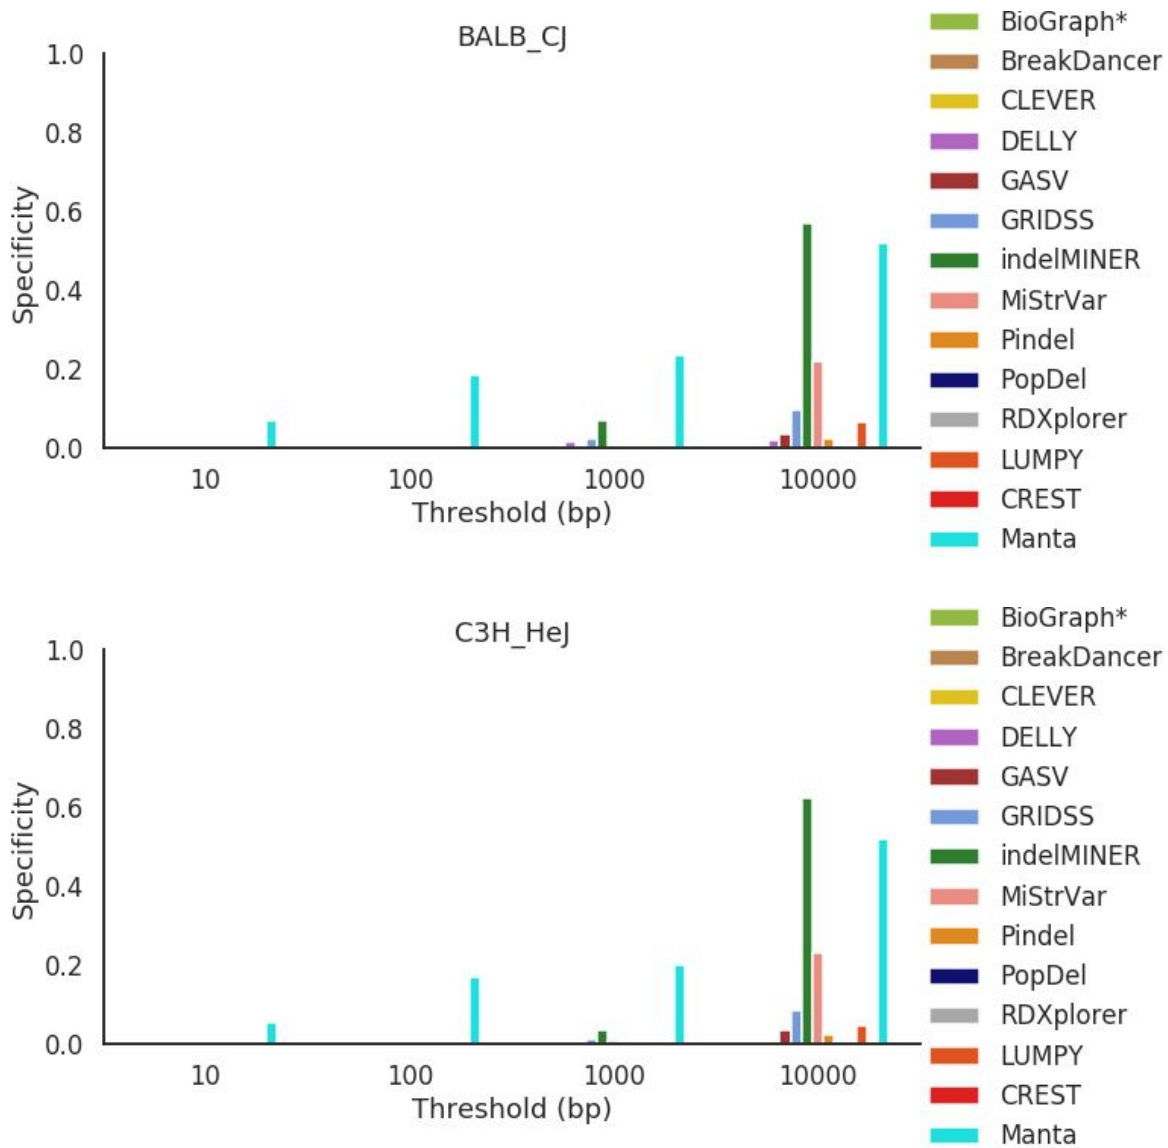 BALB_CJ
1.0
0.8
0.6
0.4
0.2
0.0
Specificity
10 100 1000 10000
Threshold (bp)
BioGraph*
BreakDancer
CLEVER
DELLY
GASV
GRIDSS
indelMINER
MiStrVar
Pindel
PopDel
RDXplorer
LUMPY
CREST
Manta
C3H_HeJ
1.0
0.8
0.6
0.4
0.2
0.0
Specificity
10 100 1000 10000
Threshold (bp)
BioGraph*
BreakDancer
CLEVER
DELLY
GASV
GRIDSS
indelMINER
MiStrVar
Pindel
PopDel
RDXplorer
LUMPY
CREST
Manta